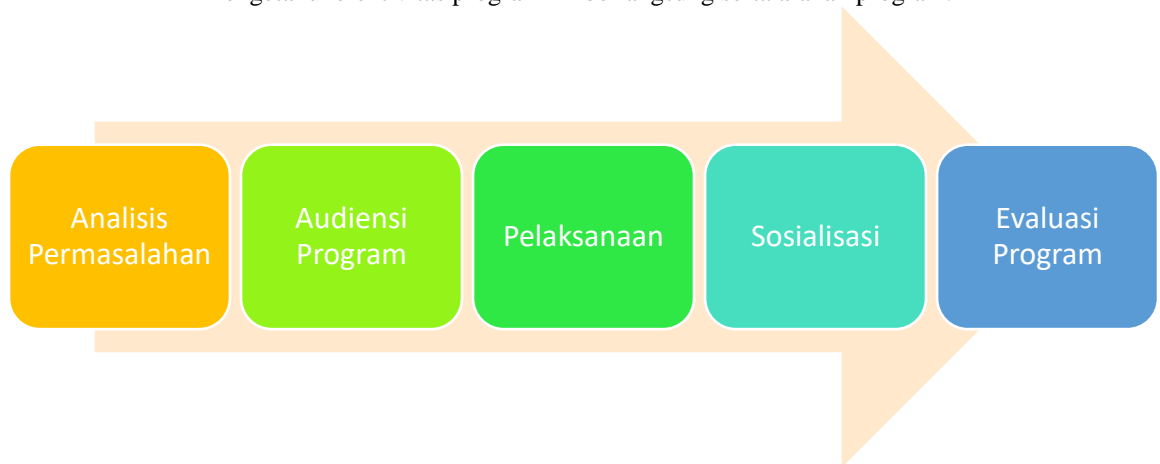 Analisis
Permasalahan
Audiensi
Program
Pelaksanaan
Sosialisasi
Evaluasi
Program